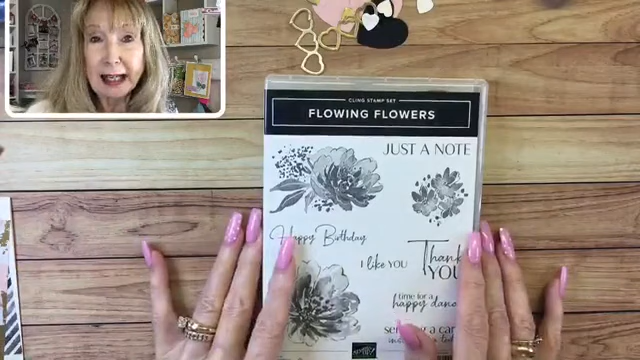 CLING STAMP SET
FLOWING FLOWERS
JUST A NOTE
Happy Birthday
I like YOU
Thank
YOU
time for a
happy dance